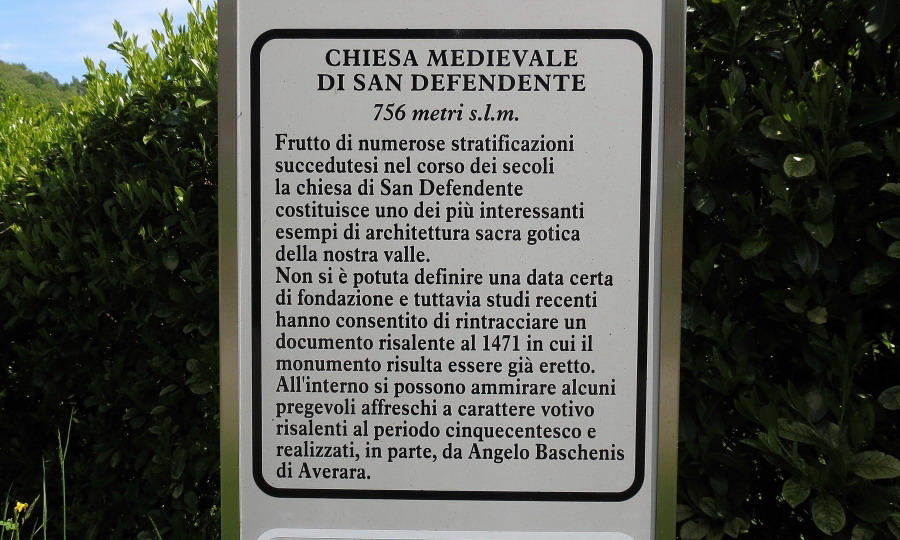 CHIESA MEDIEVALE
DI SAN DEFENDENTE
756 metri s.l.m.
Frutto di numerose stratificazioni
succedutesi nel corso dei secoli
la chiesa di San Defendente
costituisce uno dei più interessanti
esempi di architettura sacra gotica
della nostra valle.
Non si è potuta definire una data certa
di fondazione e tuttavia studi recenti
hanno consentito di rintracciare un
documento risalente al 1471 in cui il
monumento risulta essere già eretto.
All'interno si possono ammirare alcuni
pregevoli affreschi a carattere votivo
risalenti al periodo cinquecentesco e
realizzati, in parte, da Angelo Baschenis
di Averara.